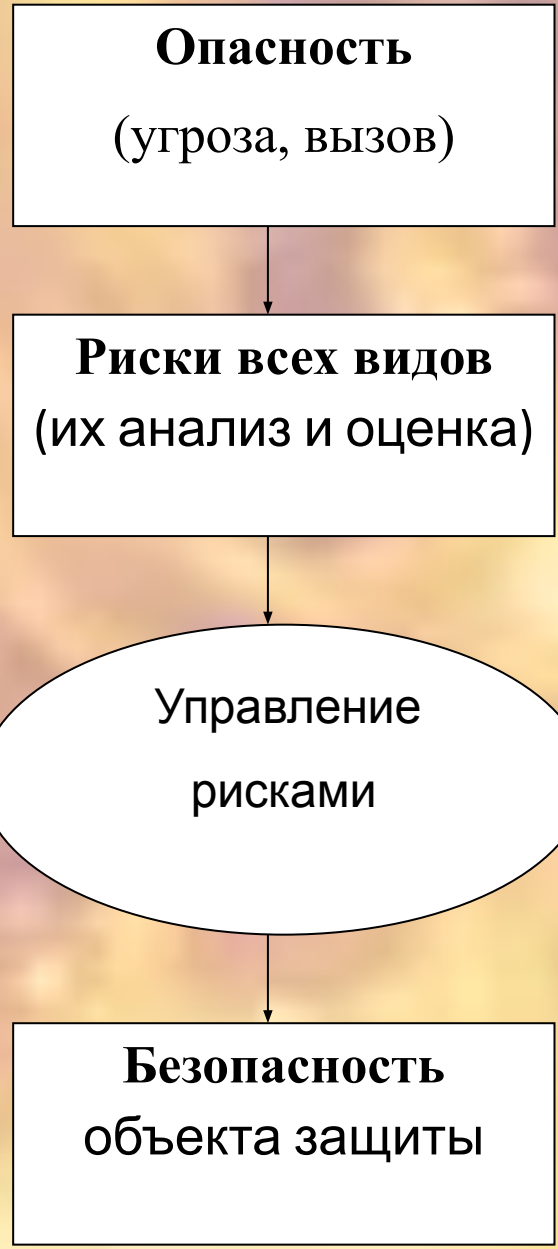 Опасность
(угроза, вызов)
Риски всех видов
(их анализ и оценка)
Управление
рисками
Безопасность
объекта защиты